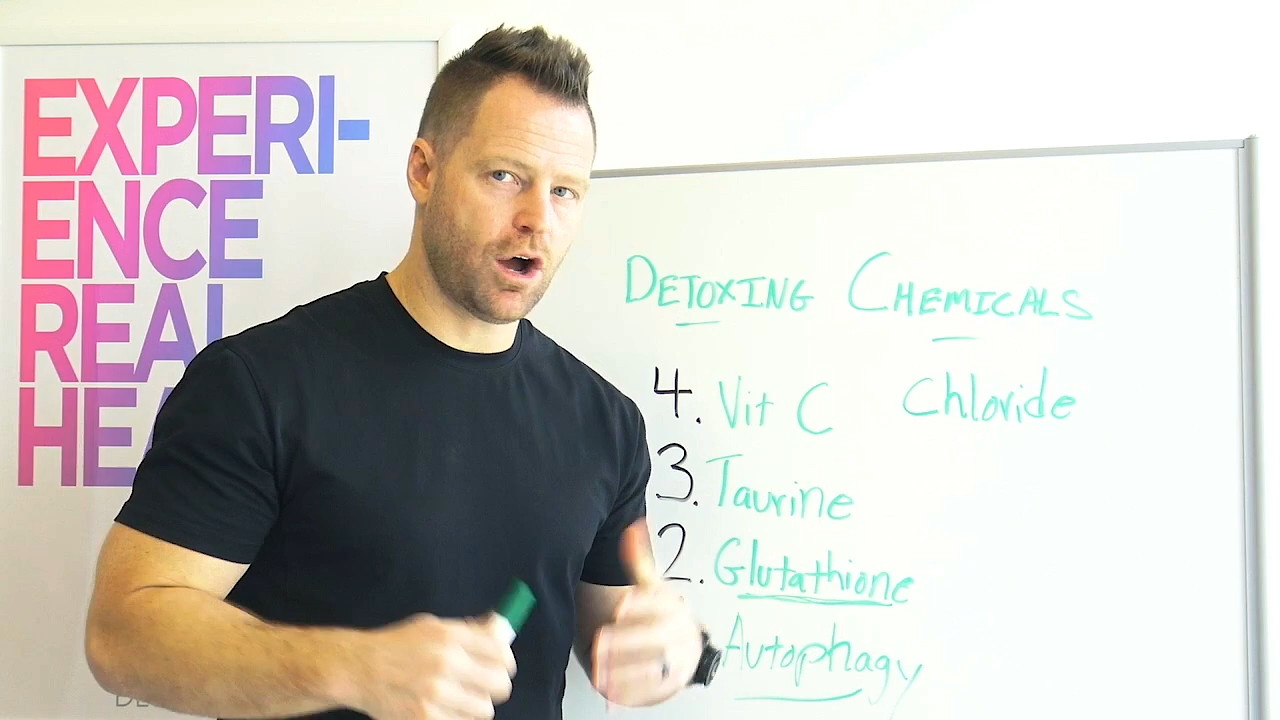 EXPERI-
ENCE
REAL
HEA
DETOXING CHEMICALS
4. Vit C Chloride
3. Taurine
2. Glutathione
Autophagy